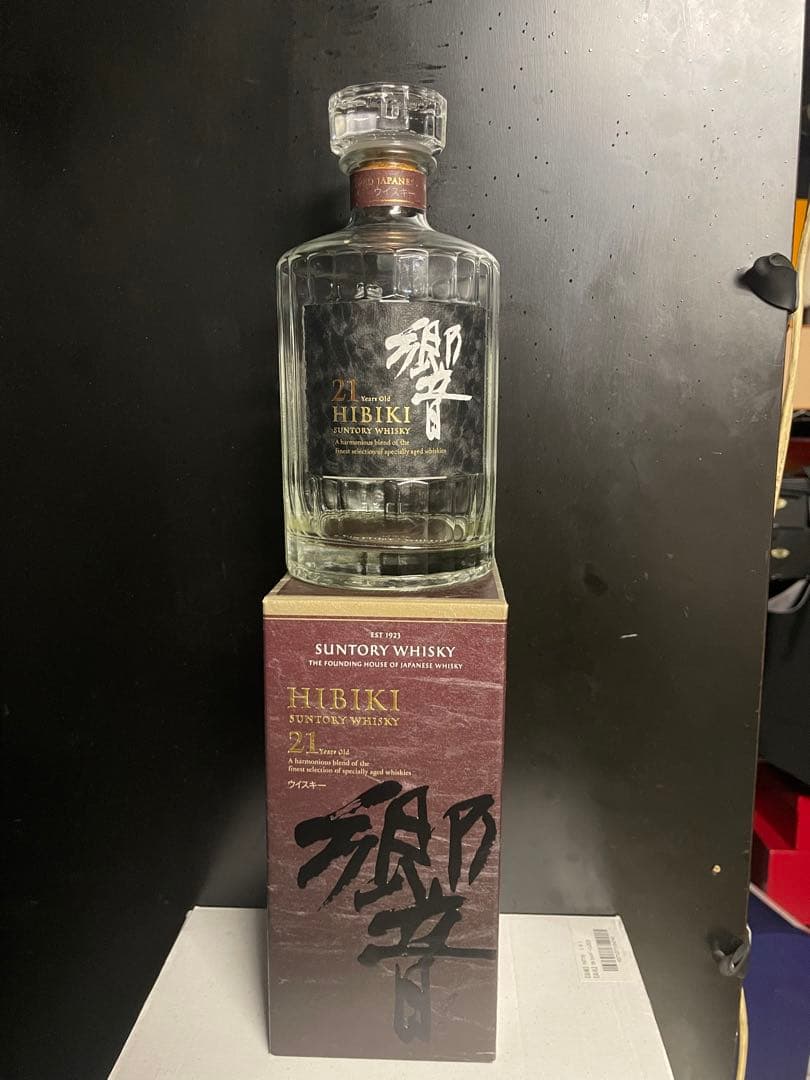 JAPANESE
ウイスキー
響
21 Years Old
HIBIKI
SUNTORY WHISKY
A harmonious blend of the
finest selection of specially aged whiskies
EST 1923
SUNTORY WHISKY
THE FOUNDING HOUSE OF JAPANESE WHISKY
HIBIKI
SUNTORY WHISKY
21 Years Old
A harmonious blend of the
finest selection of specially aged whiskies
ウイスキー
響